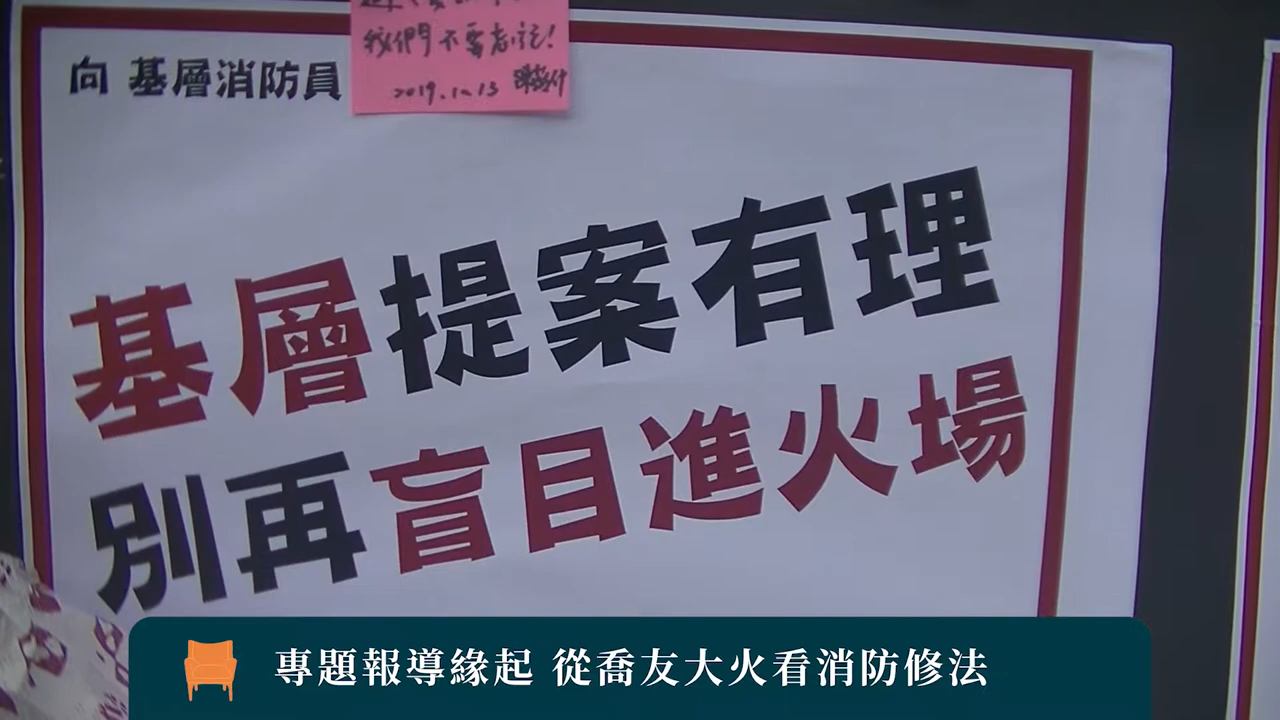 我們不要忘記!
2019.12.13
向 基層消防員
基層提案有理
別再盲目進火場
專題報導緣起 從喬友大火看消防修法